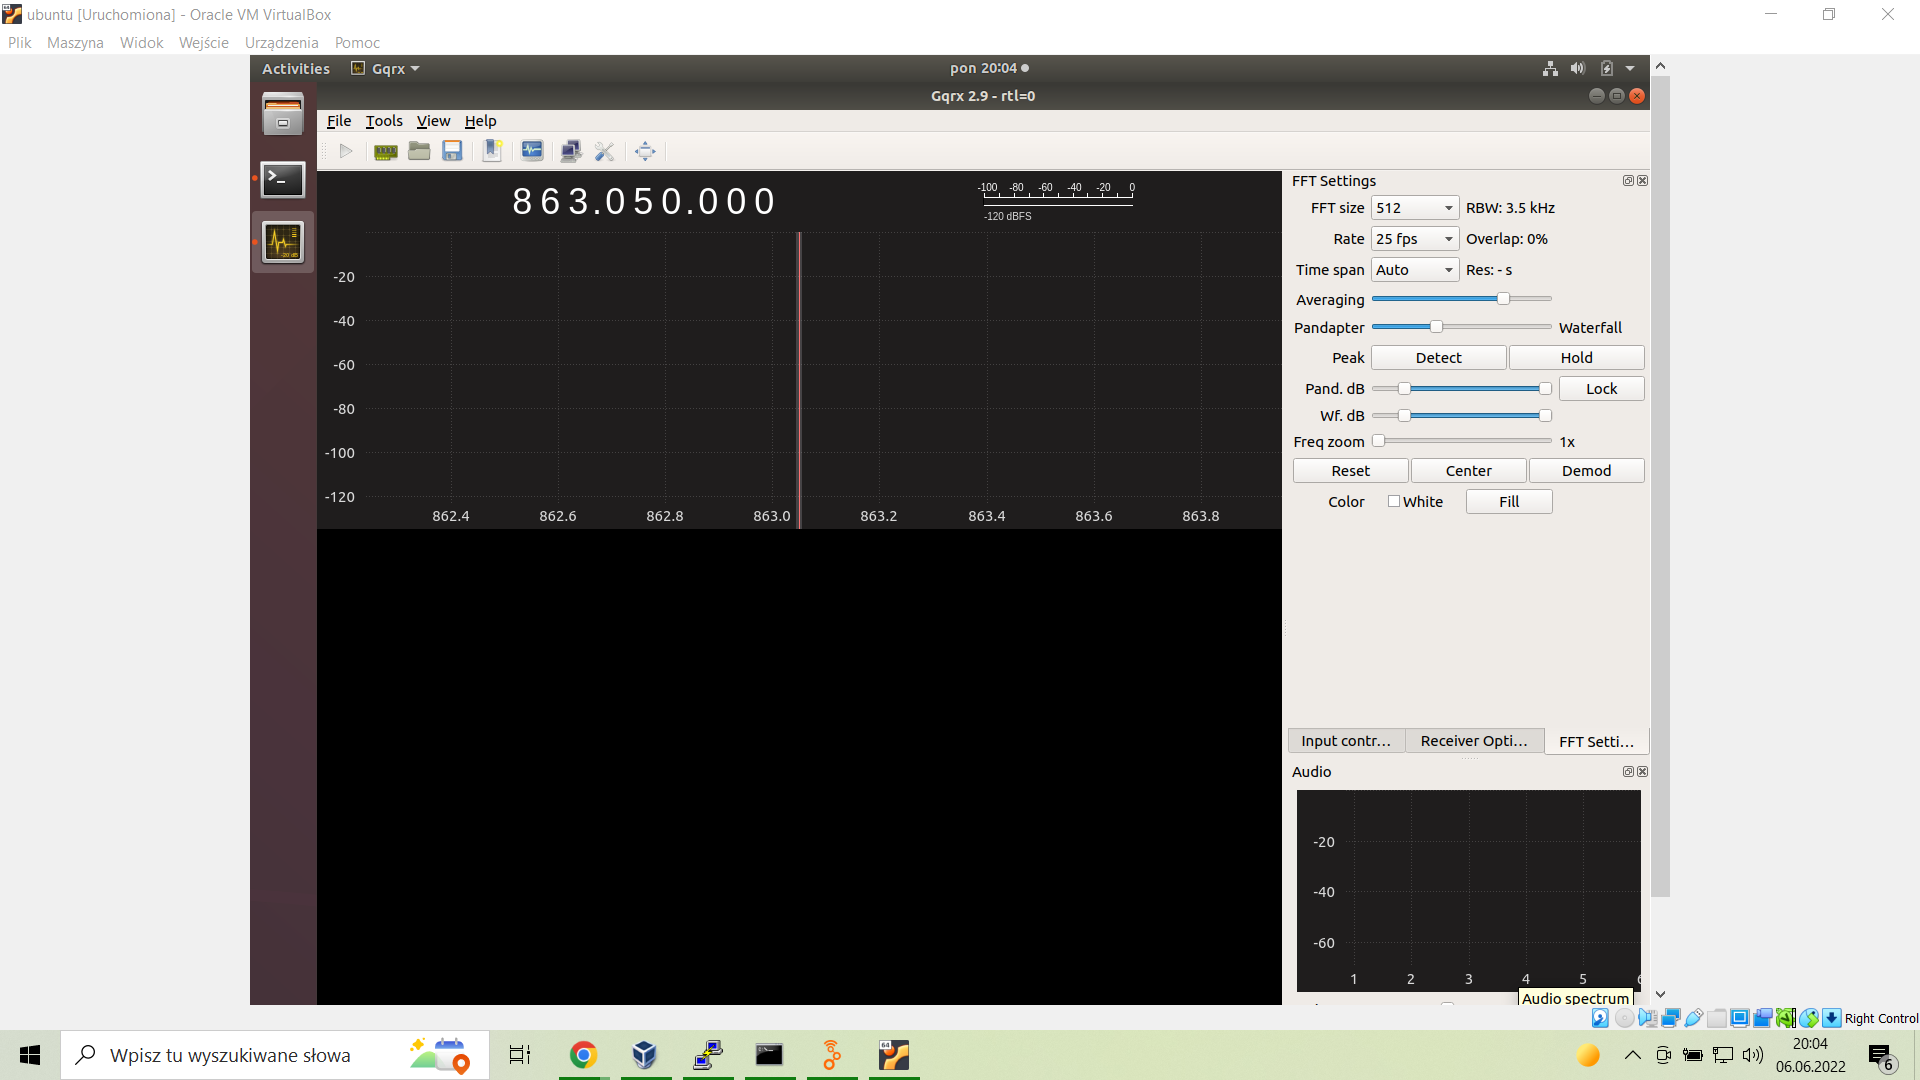 ubuntu [Uruchomiona] - Oracle VM VirtualBox
Plik Maszyna Widok Wejście Urządzenia Pomoc
Activities Gqrx pon 20:04
Gqrx 2.9 - rtl=0
File Tools View Help
863.050.000
-100 -80 -60 -40 -20 0
-120 dBFS
-20
-40
-60
-80
-100
-120
862.4 862.6 862.8 863.0 863.2 863.4 863.6 863.8
FFT Settings
FFT size 512 RBW: 3.5 kHz
Rate 25 fps Overlap: 0%
Time span Auto Res: - s
Averaging
Pandapter Waterfall
Peak Detect Hold
Pand. dB Lock
Wf. dB
Freq zoom 1x
Reset Center Demod
Color White Fill
Input contr... Receiver Opti... FFT Setti...
Audio
-20
-40
-60
1 2 3 4 5
Audio spectrum
Right Control
Wpisz tu wyszukiwane słowa
20:04
06.06.2022
6